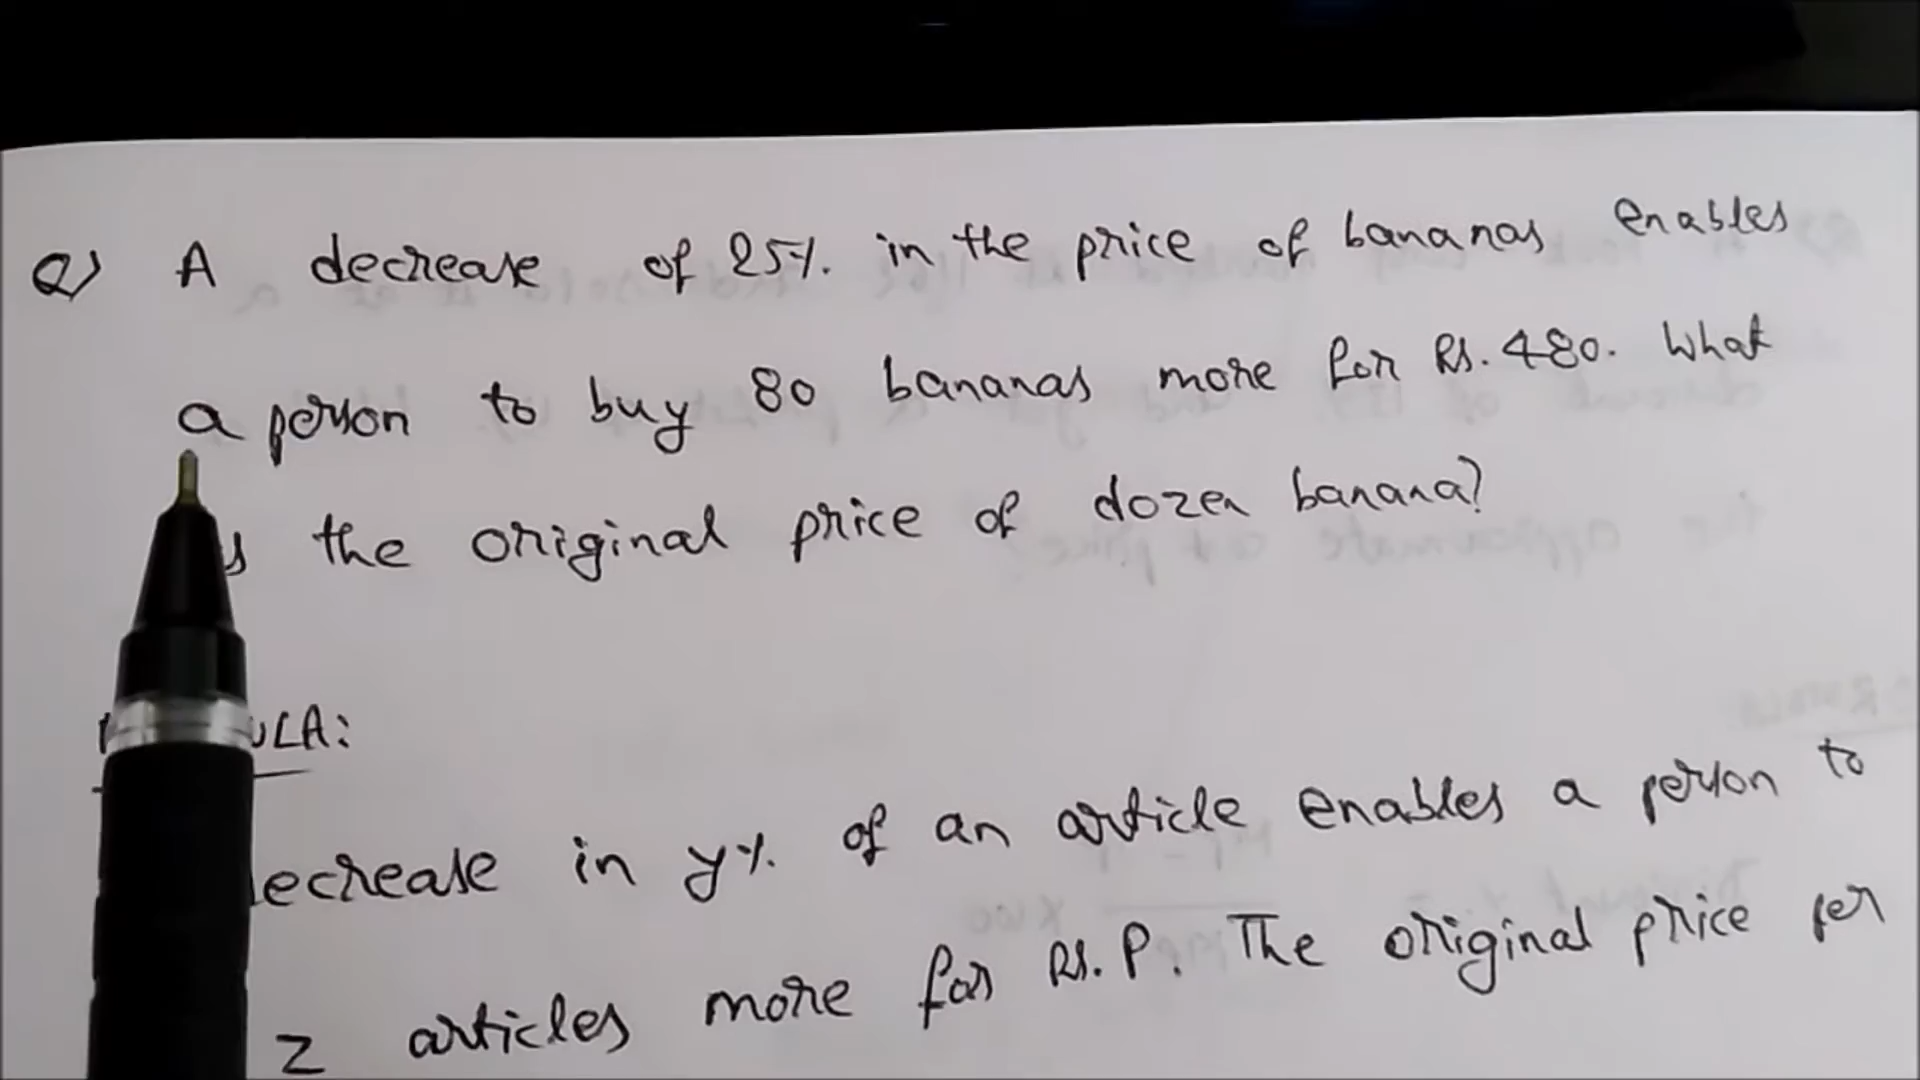 Q) A decrease of 25%. in the price of bananas enables
a person to buy 80 bananas more for Rs. 480. What
the original price of dozen banana?
in y%. of an article enables a person to
Z articles more for Rs. P. The original price per